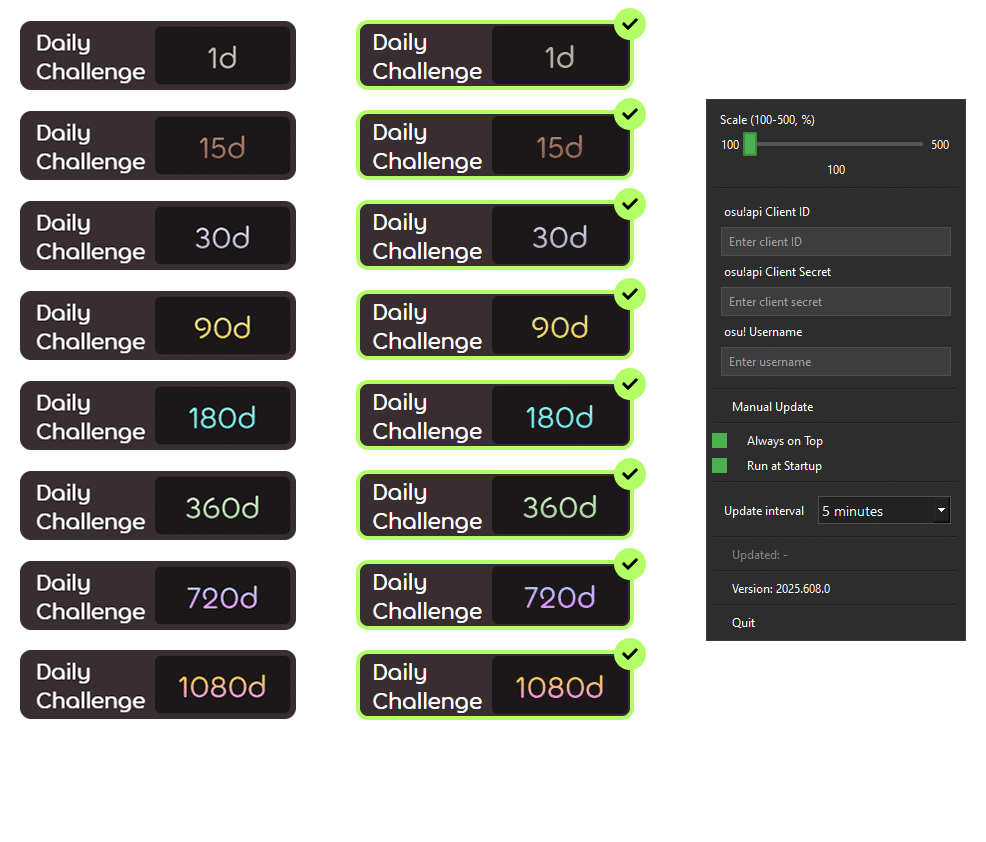 Daily
Challenge
1d
Daily
Challenge
15d
Daily
Challenge
30d
Daily
Challenge
90d
Daily
Challenge
180d
Daily
Challenge
360d
Daily
Challenge
720d
Daily
Challenge
1080d
Daily
Challenge
1d
Daily
Challenge
15d
Daily
Challenge
30d
Daily
Challenge
90d
Daily
Challenge
180d
Daily
Challenge
360d
Daily
Challenge
720d
Daily
Challenge
1080d
Scale (100-500, %)
100 500
100
osu!api Client ID
Enter client ID
osu!api Client Secret
Enter client secret
osu! Username
Enter username
Manual Update
Always on Top
Run at Startup
Update interval 5 minutes
Updated: -
Version: 2025.608.0
Quit